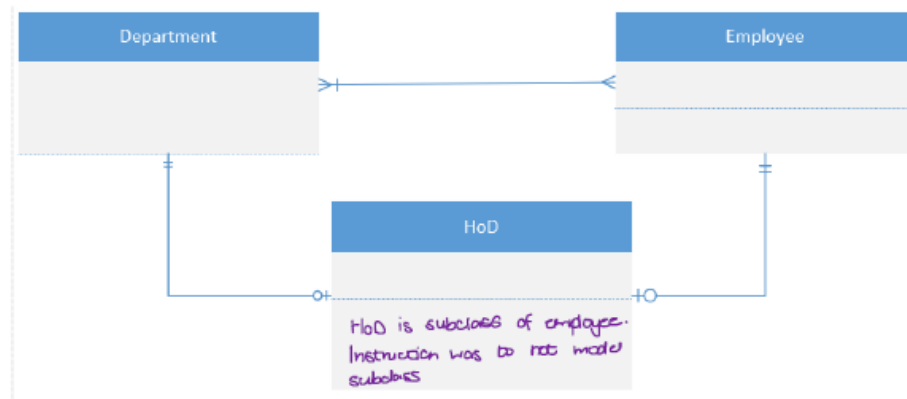 Department
Employee
HoD
HoD is subclass of employee.
Instruction was to not model
subclass